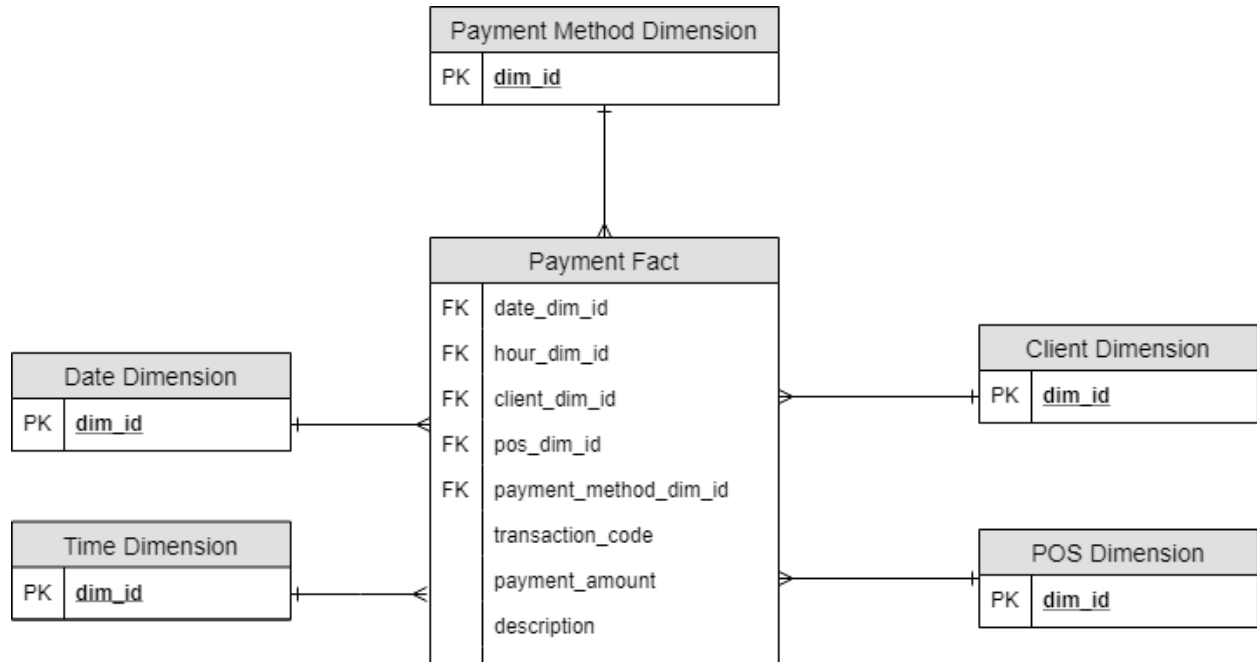 Payment Method Dimension
PK dim_id
Payment Fact
FK date_dim_id
FK hour_dim_id
FK client_dim_id
FK pos_dim_id
FK payment_method_dim_id
transaction_code
payment_amount
description
Date Dimension
PK dim_id
Time Dimension
PK dim_id
Client Dimension
PK dim_id
POS Dimension
PK dim_id